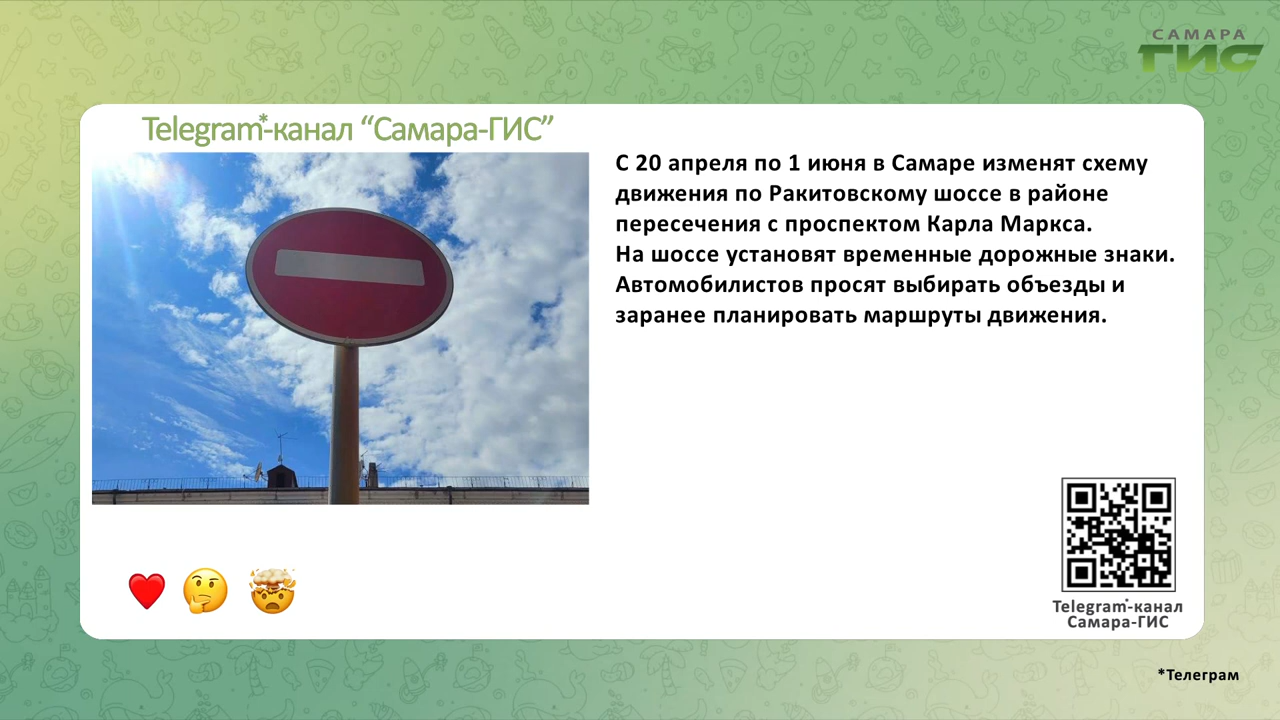 САМАРА
ГИС
Telegram*-канал “Самара-ГИС”
С 20 апреля по 1 июня в Самаре изменят схему
движения по Ракитовскому шоссе в районе
пересечения с проспектом Карла Маркса.
На шоссе установят временные дорожные знаки.
Автомобилистов просят выбирать объезды и
заранее планировать маршруты движения.
Telegram*-канал
Самара-ГИС
*Телеграм